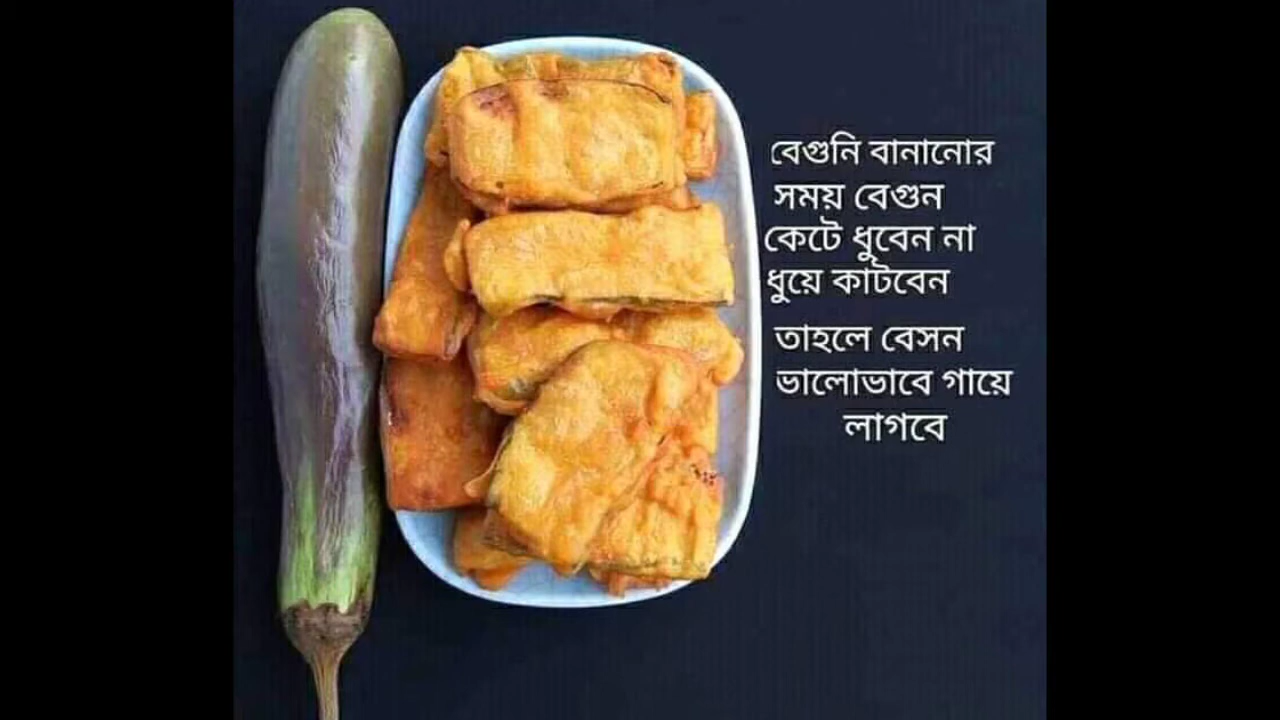 বেগুনি বানানোর
সময় বেগুন
কেটে ধুবেন না
ধুয়ে কাটবেন
তাহলে বেসন
ভালোভাবে গায়ে
লাগবে